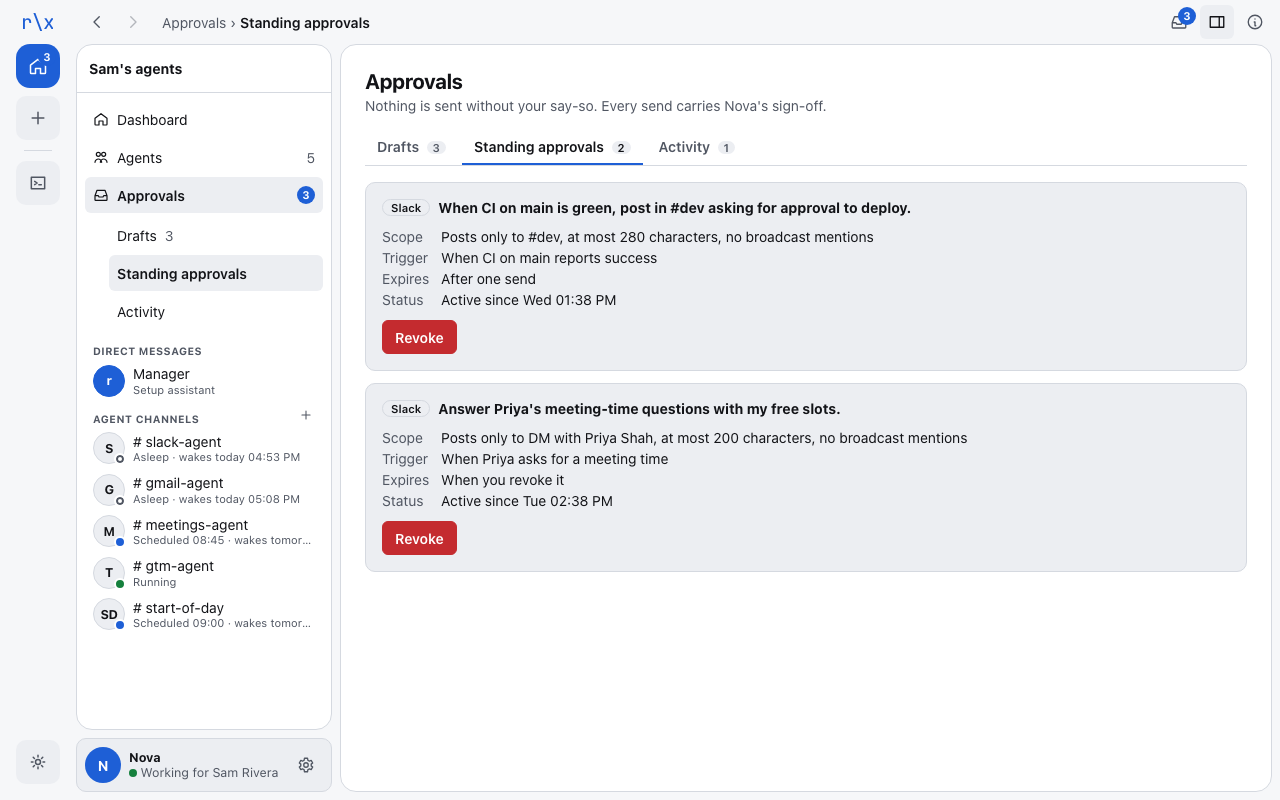 r\x
Approvals › Standing approvals
3
3
Sam's agents
Dashboard
Agents 5
Approvals 3
Drafts 3
Standing approvals
Activity
DIRECT MESSAGES
r
Manager
Setup assistant
AGENT CHANNELS
S
# slack-agent
Asleep · wakes today 04:53 PM
G
# gmail-agent
Asleep · wakes today 05:08 PM
M
# meetings-agent
Scheduled 08:45 · wakes tomor...
T
# gtm-agent
Running
SD
# start-of-day
Scheduled 09:00 · wakes tomor...
N
Nova
Working for Sam Rivera
Approvals
Nothing is sent without your say-so. Every send carries Nova's sign-off.
Drafts 3 Standing approvals 2 Activity 1
Slack When CI on main is green, post in #dev asking for approval to deploy.
Scope Posts only to #dev, at most 280 characters, no broadcast mentions
Trigger When CI on main reports success
Expires After one send
Status Active since Wed 01:38 PM
Revoke
Slack Answer Priya's meeting-time questions with my free slots.
Scope Posts only to DM with Priya Shah, at most 200 characters, no broadcast mentions
Trigger When Priya asks for a meeting time
Expires When you revoke it
Status Active since Tue 02:38 PM
Revoke